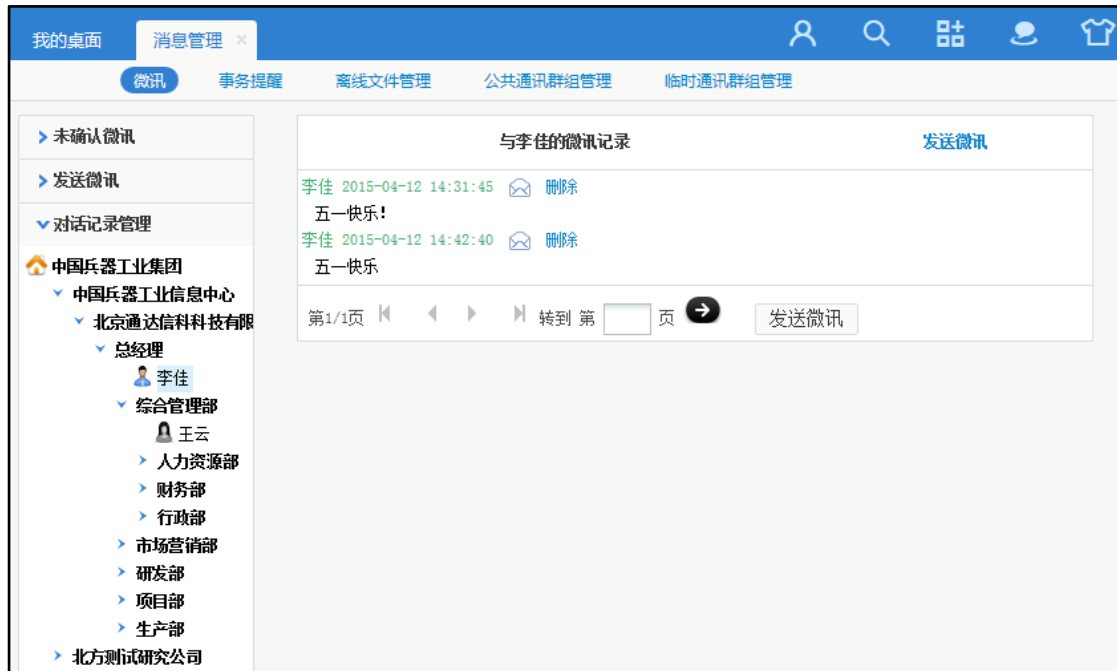 我的桌面 消息管理 ×
微讯 事务提醒 离线文件管理 公共通讯群组管理 临时通讯群组管理
未确认微讯
发送微讯
对话记录管理
中国兵器工业集团
中国兵器工业信息中心
北京通达信科科技有限
总经理
李佳
综合管理部
王云
人力资源部
财务部
行政部
市场营销部
研发部
项目部
生产部
北方测试研究公司
与李佳的微讯记录 发送微讯
李佳 2015-04-12 14:31:45 删除
五一快乐!
李佳 2015-04-12 14:42:40 删除
五一快乐
第1/1页 转到 第 页 发送微讯